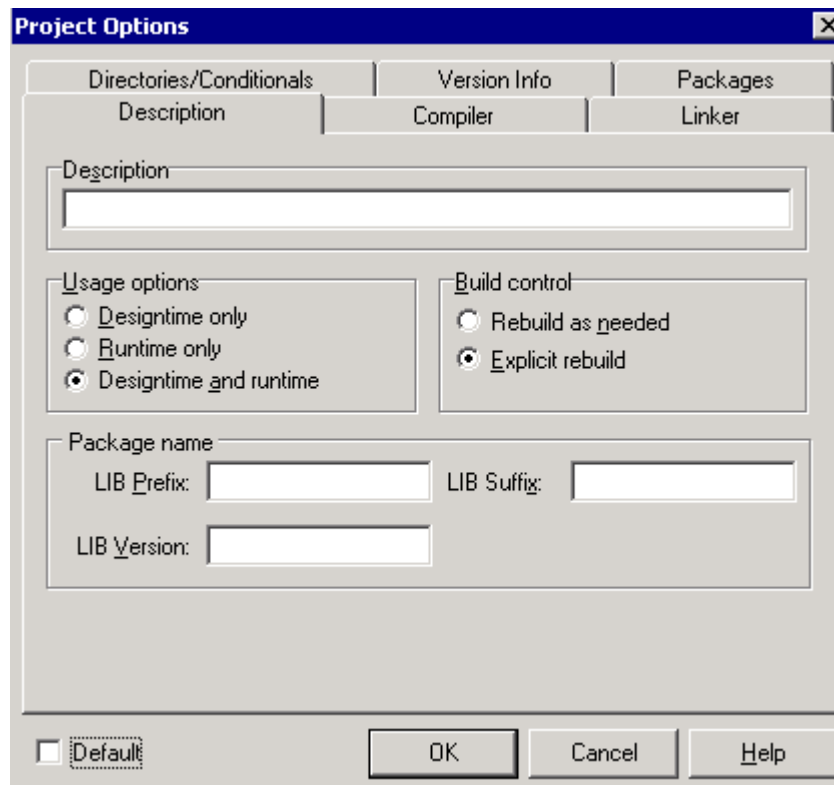 Project Options
Directories/Conditionals Version Info Packages
Description Compiler Linker
Description
Usage options Build control
Designtime only Rebuild as needed
Runtime only Explicit rebuild
Designtime and runtime
Package name
LIB Prefix: LIB Suffix:
LIB Version:
Default OK Cancel Help